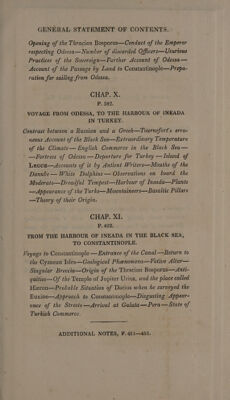 GENERAL STATEMENT OF CONTENTS.
Opening of the Thracian Bosporus—Conduct of the Emperor
respecting Odessa—Number of discarded Officers—Usurious
Practices of the Sovereign—Farther Account of Odessa—
Account of the Passage by Land to Constantinople—Prepa-
ration for sailing from Odessa.
CHAP. X.
P. 382.
VOYAGE FROM ODESSA, TO THE HARBOUR OF INEADA
IN TURKEY.
Contrast between a Russian and a Greek—Tournefort's erro-
neous Account of the Black Sea—Extraordinary Temperature
of the Climate—English Commerce in the Black Sea—
—Fortress of Odessa—Departure for Turkey—Island of
Leuce—Accounts of it by Antient Writers—Mouths of the
Danube—White Dolphins—Observations on board the
Moderato—Dreadful Tempest—Harbour of Ineada—Plants
—Appearance of the Turks—Mountaineers—Basaltic Pillars
—Theory of their Origin.
CHAP. XI.
P. 422.
FROM THE HARBOUR OF INEADA IN THE BLACK SEA,
TO CONSTANTINOPLE.
Voyage to Constantinople—Entrance of the Canal—Return to
the Cyanean Isles—Geological Phænomena—Votive Altar—
Singular Breccia—Origin of the Thracian Bosporus—Anti-
quities—Of the Temple of Jupiter Urius, and the place called
Hieron—Probable Situation of Darius when he surveyed the
Euxine—Approach to Constantinople—Disgusting Appear-
ance of the Streets—Arrival at Galata—Pera—State of
Turkish Commerce.
ADDITIONAL NOTES, P. 451—